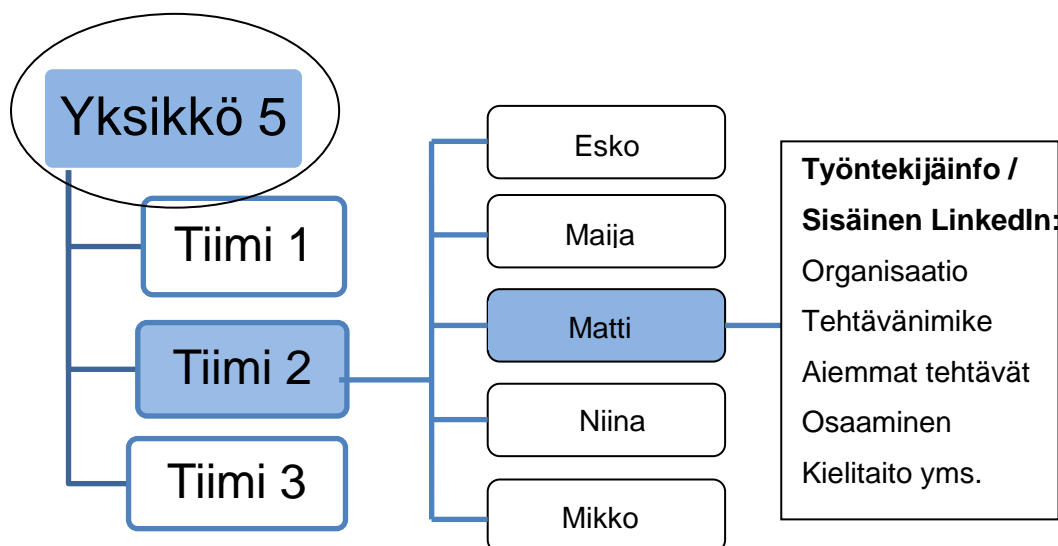 Yksikkö 5
Tiimi 1
Tiimi 2
Tiimi 3
Esko
Maija
Matti
Niina
Mikko
Työntekijäinfo /
Sisäinen LinkedIn:
Organisaatio
Tehtävänimike
Aiemmat tehtävät
Osaaminen
Kielitaito yms.